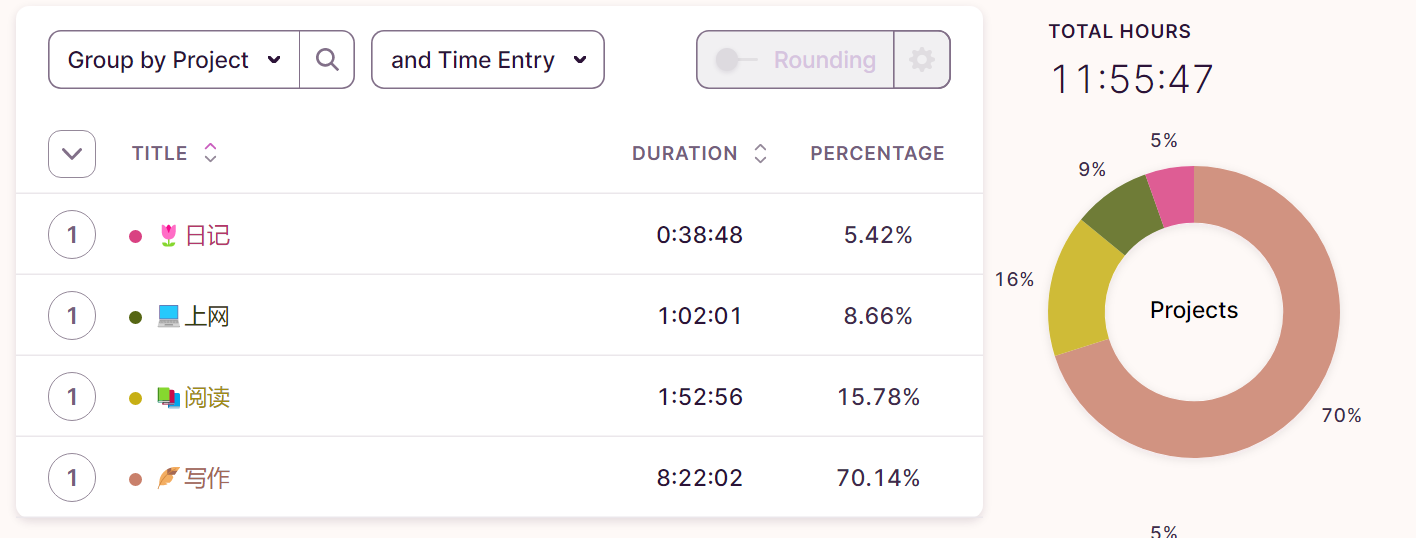 Group by Project
and Time Entry
Rounding
TITLE DURATION PERCENTAGE
1 🌷日记 0:38:48 5.42%
1 💻上网 1:02:01 8.66%
1 📚阅读 1:52:56 15.78%
1 🪶写作 8:22:02 70.14%
TOTAL HOURS
11:55:47
5%
9%
16%
Projects
70%
5%